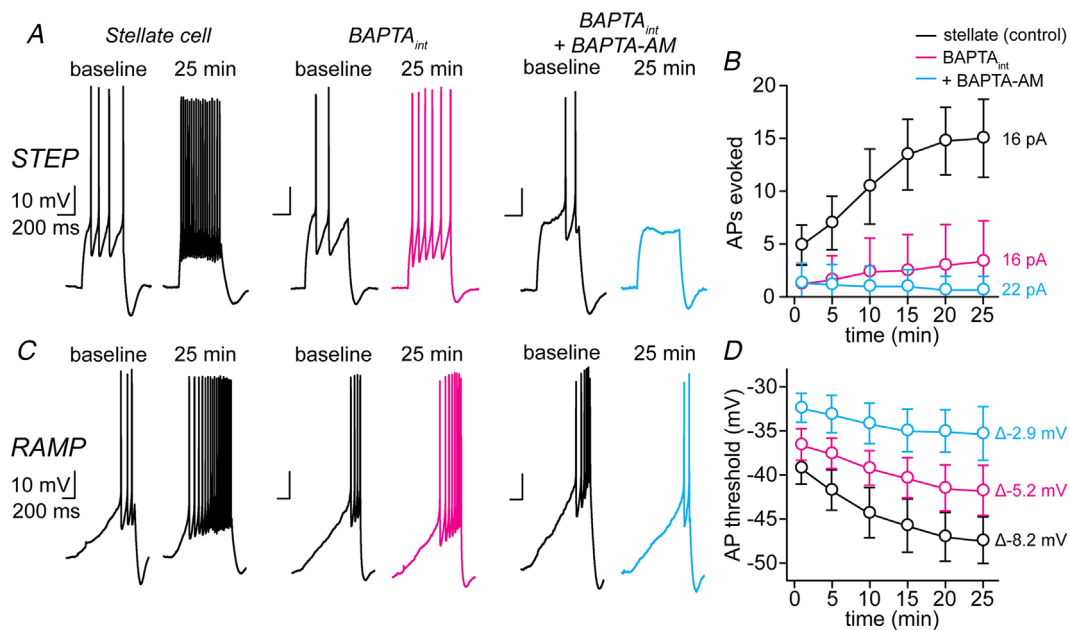 A
Stellate cell
baseline 25 min
BAPTAint
baseline 25 min
BAPTAint
+ BAPTA-AM
baseline 25 min
STEP
10 mV
200 ms
B
stellate (control)
BAPTAint
+ BAPTA-AM
20
15
10
5
0
APs evoked
16 pA
16 pA
22 pA
0 5 10 15 20 25
time (min)
C
baseline 25 min
baseline 25 min
baseline 25 min
RAMP
10 mV
200 ms
D
-30
-35
-40
-45
-50
AP threshold (mV)
Δ-2.9 mV
Δ-5.2 mV
Δ-8.2 mV
0 5 10 15 20 25
time (min)